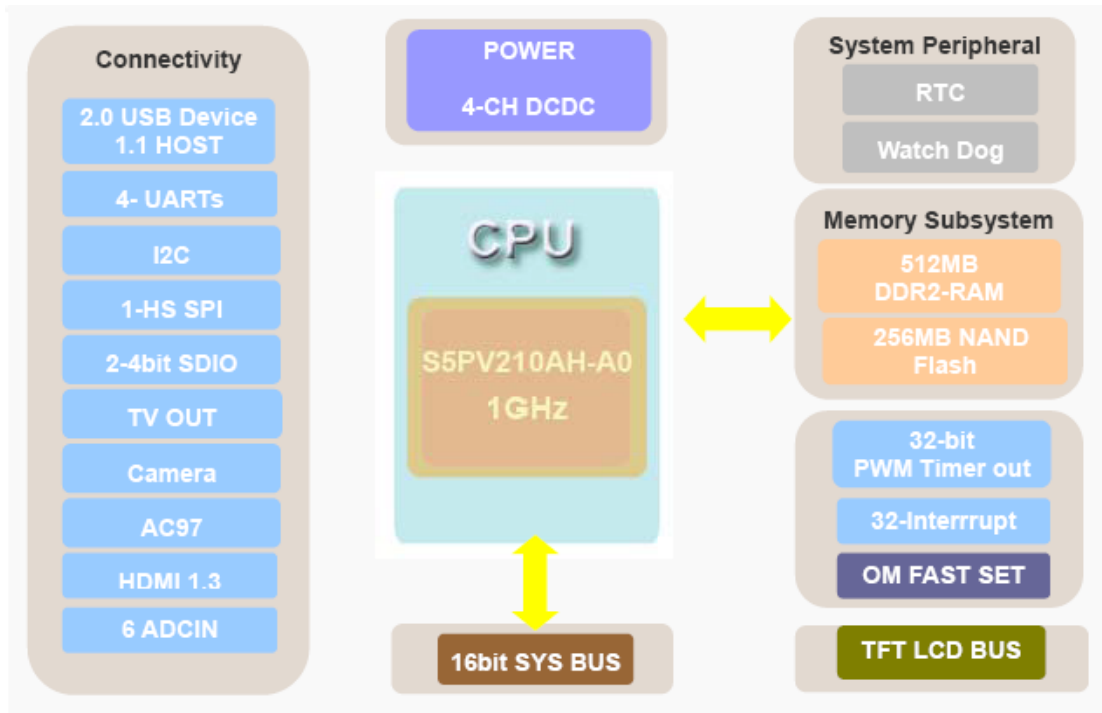 Connectivity
2.0 USB Device
1.1 HOST
4- UARTs
I2C
1-HS SPI
2-4bit SDIO
TV OUT
Camera
AC97
HDMI 1.3
6 ADCIN
POWER
4-CH DCDC
CPU
S5PV210AH-A0
1GHz
16bit SYS BUS
System Peripheral
RTC
Watch Dog
Memory Subsystem
512MB
DDR2-RAM
256MB NAND
Flash
32-bit
PWM Timer out
32-Interrrupt
OM FAST SET
TFT LCD BUS